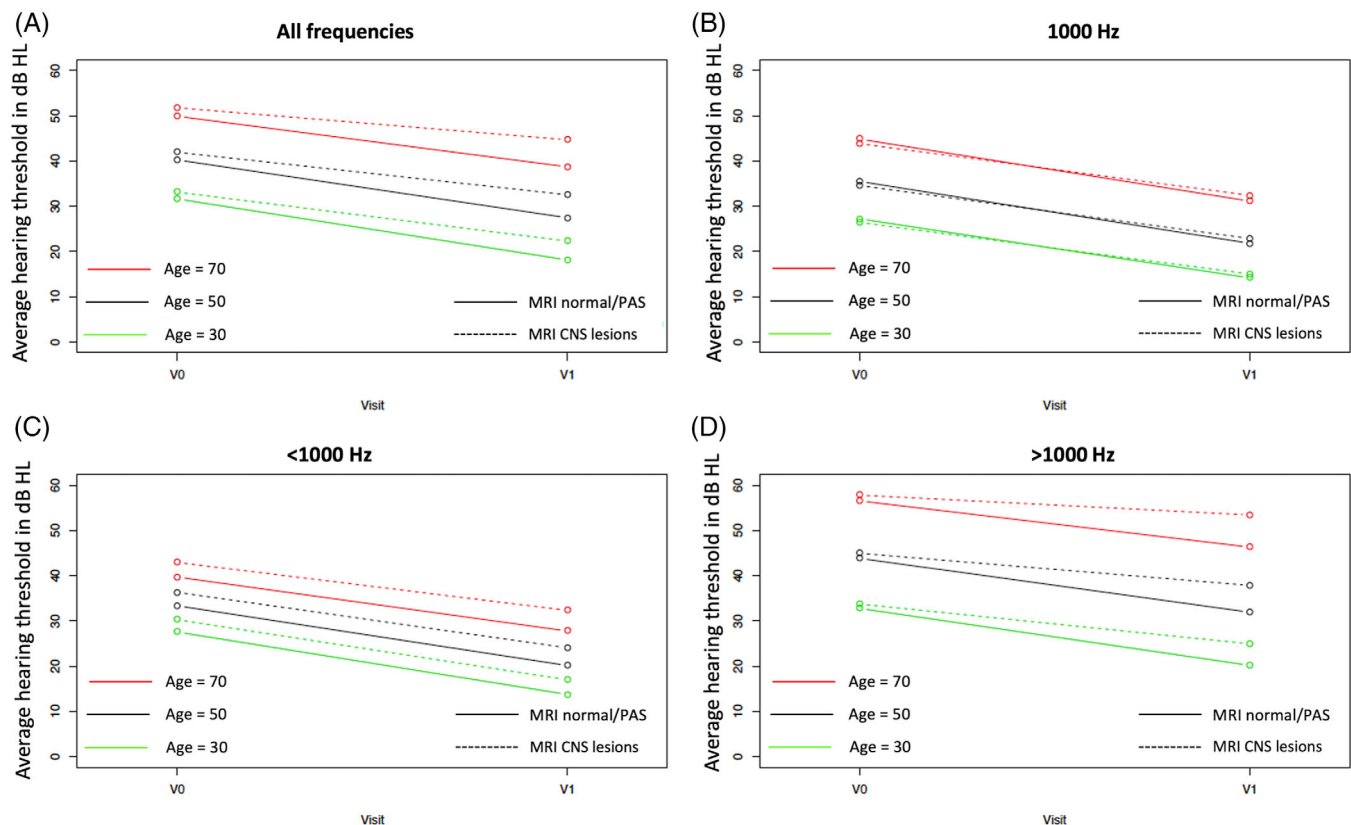 (A)
All frequencies
Average hearing threshold in dB HL
60
50
40
30
20
10
0
Age = 70
Age = 50
Age = 30
MRI normal/PAS
MRI CNS lesions
V0
V1
Visit
(B)
1000 Hz
Average hearing threshold in dB HL
60
50
40
30
20
10
0
Age = 70
Age = 50
Age = 30
MRI normal/PAS
MRI CNS lesions
V0
V1
Visit
(C)
<1000 Hz
Average hearing threshold in dB HL
60
50
40
30
20
10
0
Age = 70
Age = 50
Age = 30
MRI normal/PAS
MRI CNS lesions
V0
V1
Visit
(D)
>1000 Hz
Average hearing threshold in dB HL
60
50
40
30
20
10
0
Age = 70
Age = 50
Age = 30
MRI normal/PAS
MRI CNS lesions
V0
V1
Visit